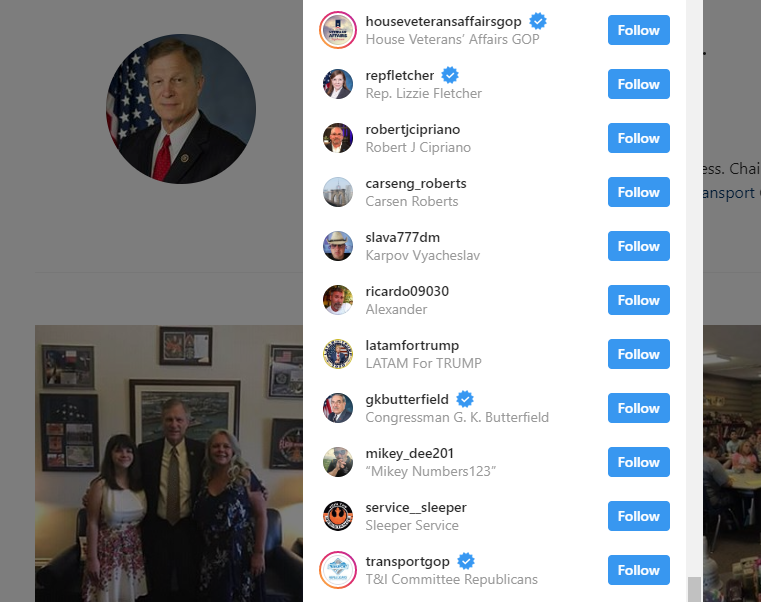 houseveteransaffairsgop
House Veterans' Affairs GOP
Follow
repfletcher
Rep. Lizzie Fletcher
Follow
robertjcipriano
Robert J Cipriano
Follow
carseng_roberts
Carsen Roberts
Follow
ess. Chai
ansport
slava777dm
Karpov Vyacheslav
Follow
ricardo09030
Alexander
Follow
latamfortrump
LATAM For TRUMP
Follow
gkbutterfield
Congressman G. K. Butterfield
Follow
mikey_dee201
“Mikey Numbers123”
Follow
service__sleeper
Sleeper Service
Follow
transportgop
T&I Committee Republicans
Follow